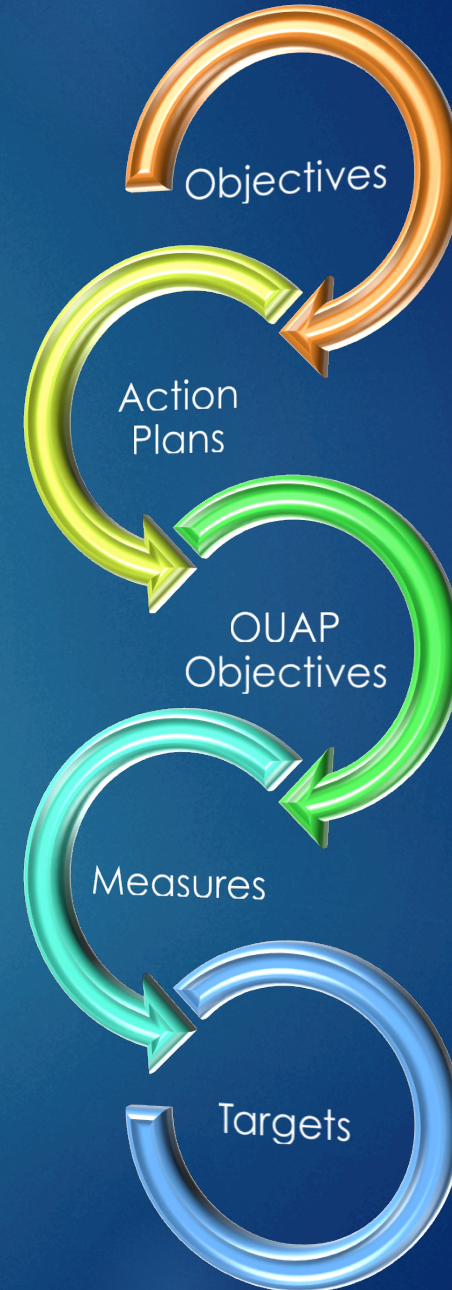 Objectives
Action
Plans
OUAP
Objectives
Measures
Targets